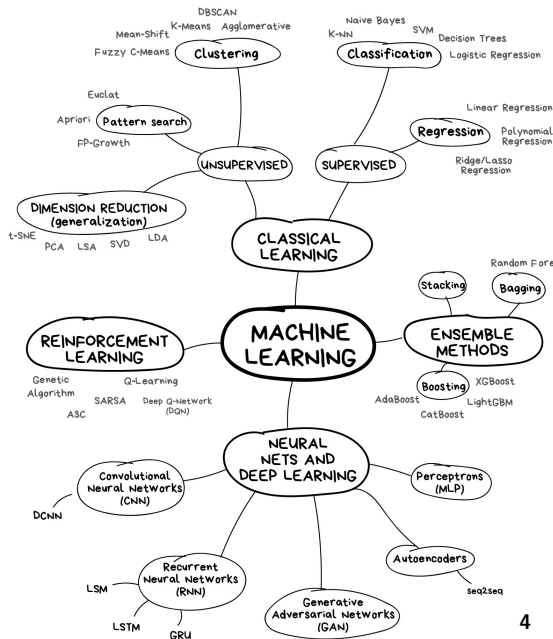 DBSCAN
K-Means
Agglomerative
Mean-Shift
Fuzzy C-Means
Clustering
Naive Bayes
SVM
K-NN
Decision Trees
Classification
Logistic Regression
Euclat
Apriori
Pattern search
FP-Growth
Linear Regression
Regression
Polynomial
Regression
Ridge/Lasso
Regression
UNSUPERVISED
SUPERVISED
DIMENSION REDUCTION
(generalization)
t-SNE
PCA
LSA
SVD
LDA
CLASSICAL
LEARNING
Random Fore
Stacking
Bagging
MACHINE
LEARNING
REINFORCEMENT
LEARNING
ENSEMBLE
METHODS
Genetic
Algorithm
Q-Learning
SARSA
Deep Q-Network
(DQN)
A3C
Boosting
XGBoost
AdaBoost
LightGBM
CatBoost
NEURAL
NETS AND
DEEP LEARNING
Convolutional
Neural Networks
(CNN)
DCNN
Perceptrons
(MLP)
Recurrent
Neural Networks
(RNN)
LSM
LSTM
GRU
Autoencoders
seq2seq
Generative
Adversarial Networks
(GAN)
4